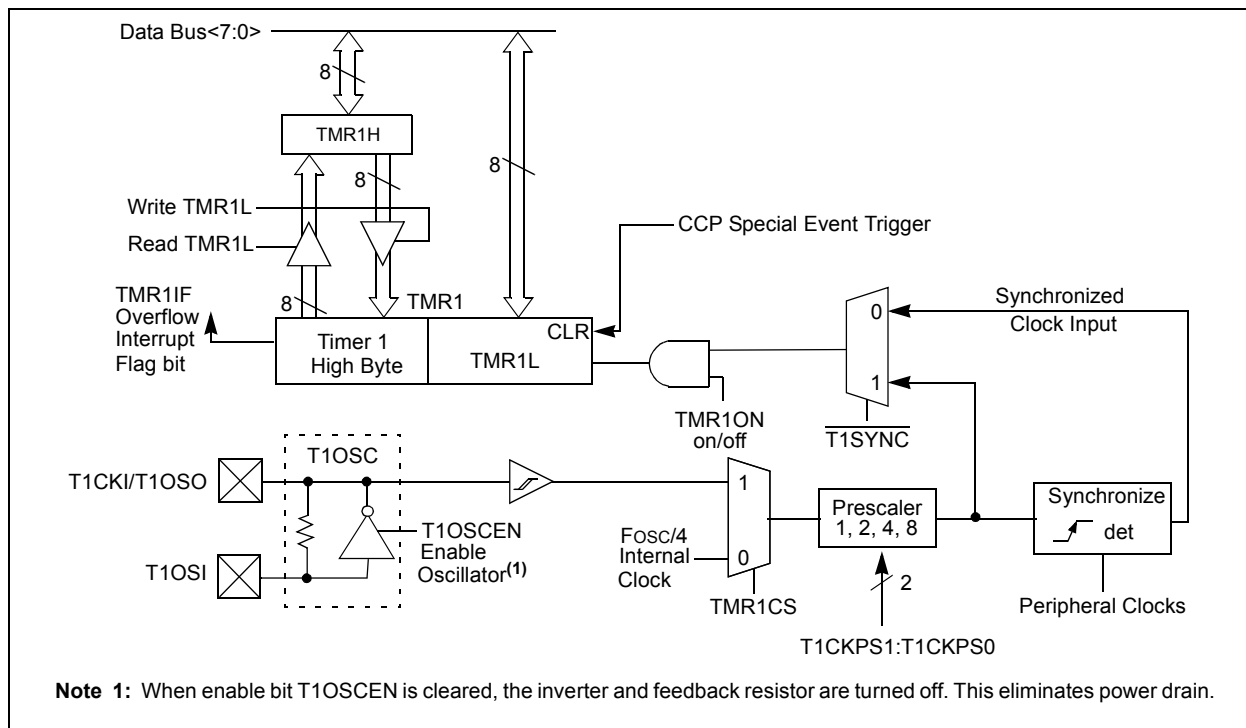 Data Bus<7:0>
8
TMR1H
8
8
Write TMR1L
CCP Special Event Trigger
Read TMR1L
TMR1IF
Overflow
Interrupt
Flag bit
8
TMR1
Timer 1
High Byte
CLR
TMR1L
0
1
Synchronized
Clock Input
TMR1ON
on/off
T1SYNC
T1OSC
T1CKI/T1OSO
T1OSI
T1OSCEN
Enable
Oscillator(1)
FOSC/4
Internal
Clock
1
0
TMR1CS
Prescaler
1, 2, 4, 8
2
T1CKPS1:T1CKPS0
Synchronize
det
Peripheral Clocks
Note 1: When enable bit T1OSCEN is cleared, the inverter and feedback resistor are turned off. This eliminates power drain.